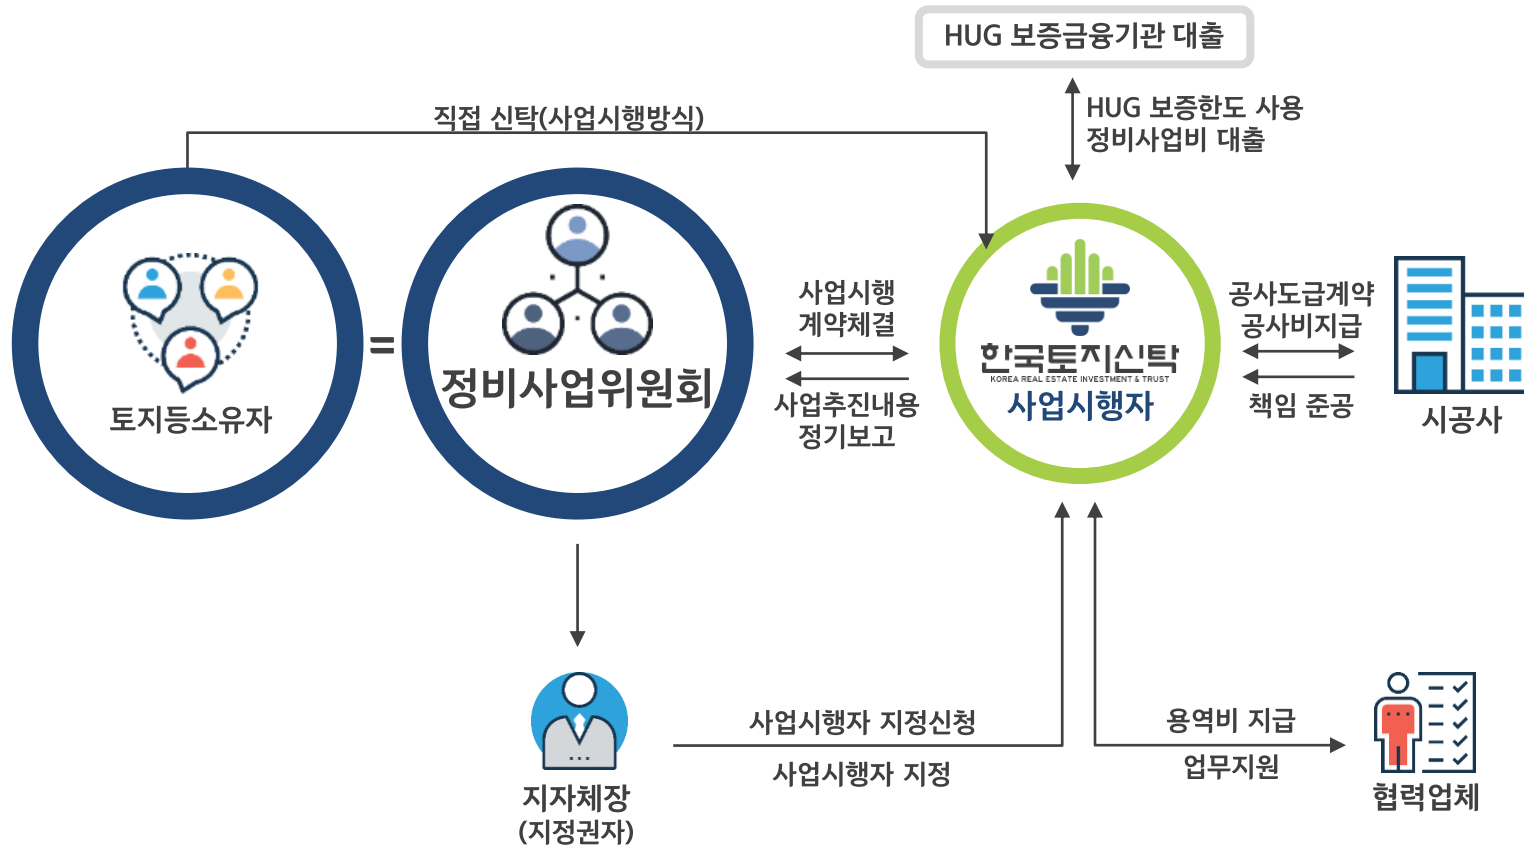 HUG 보증금융기관 대출
HUG 보증한도 사용
정비사업비 대출
직접 신탁(사업시행방식)
토지등소유자
=
정비사업위원회
사업시행
계약체결
사업추진내용
정기보고
한국토지신탁
KOREA REAL ESTATE INVESTMENT & TRUST
사업시행자
공사도급계약
공사비지급
책임 준공
시공사
지자체장
(지정권자)
사업시행자 지정신청
사업시행자 지정
용역비 지급
업무지원
협력업체